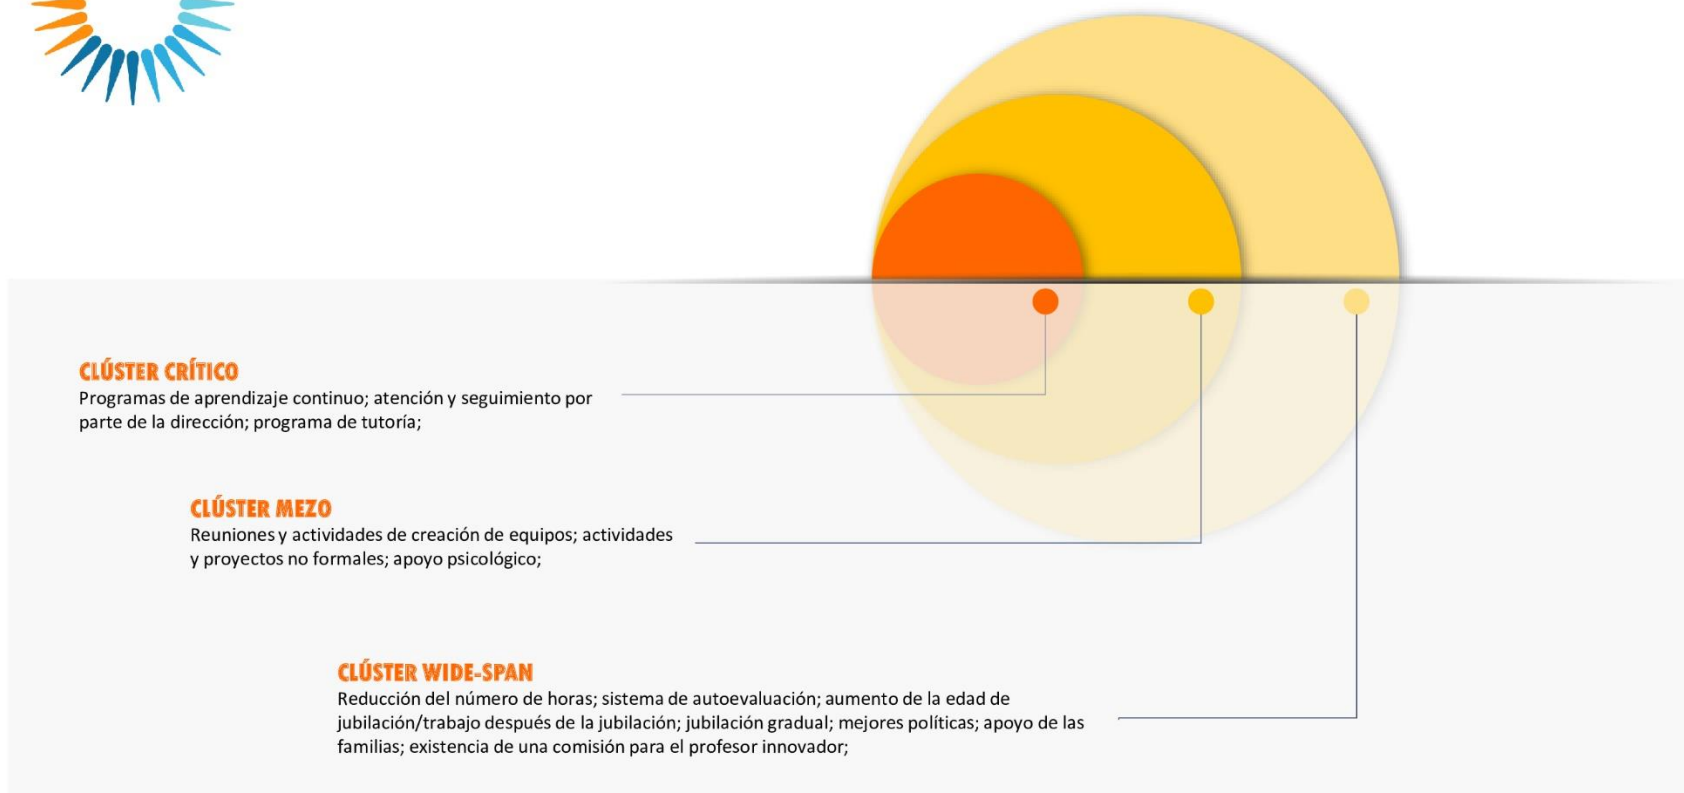 CLÚSTER CRÍTICO
Programas de aprendizaje continuo; atención y seguimiento por
parte de la dirección; programa de tutoría;
CLÚSTER MEZO
Reuniones y actividades de creación de equipos; actividades
y proyectos no formales; apoyo psicológico;
CLÚSTER WIDE-SPAN
Reducción del número de horas; sistema de autoevaluación; aumento de la edad de
jubilación/trabajo después de la jubilación; jubilación gradual; mejores políticas; apoyo de las
familias; existencia de una comisión para el profesor innovador;